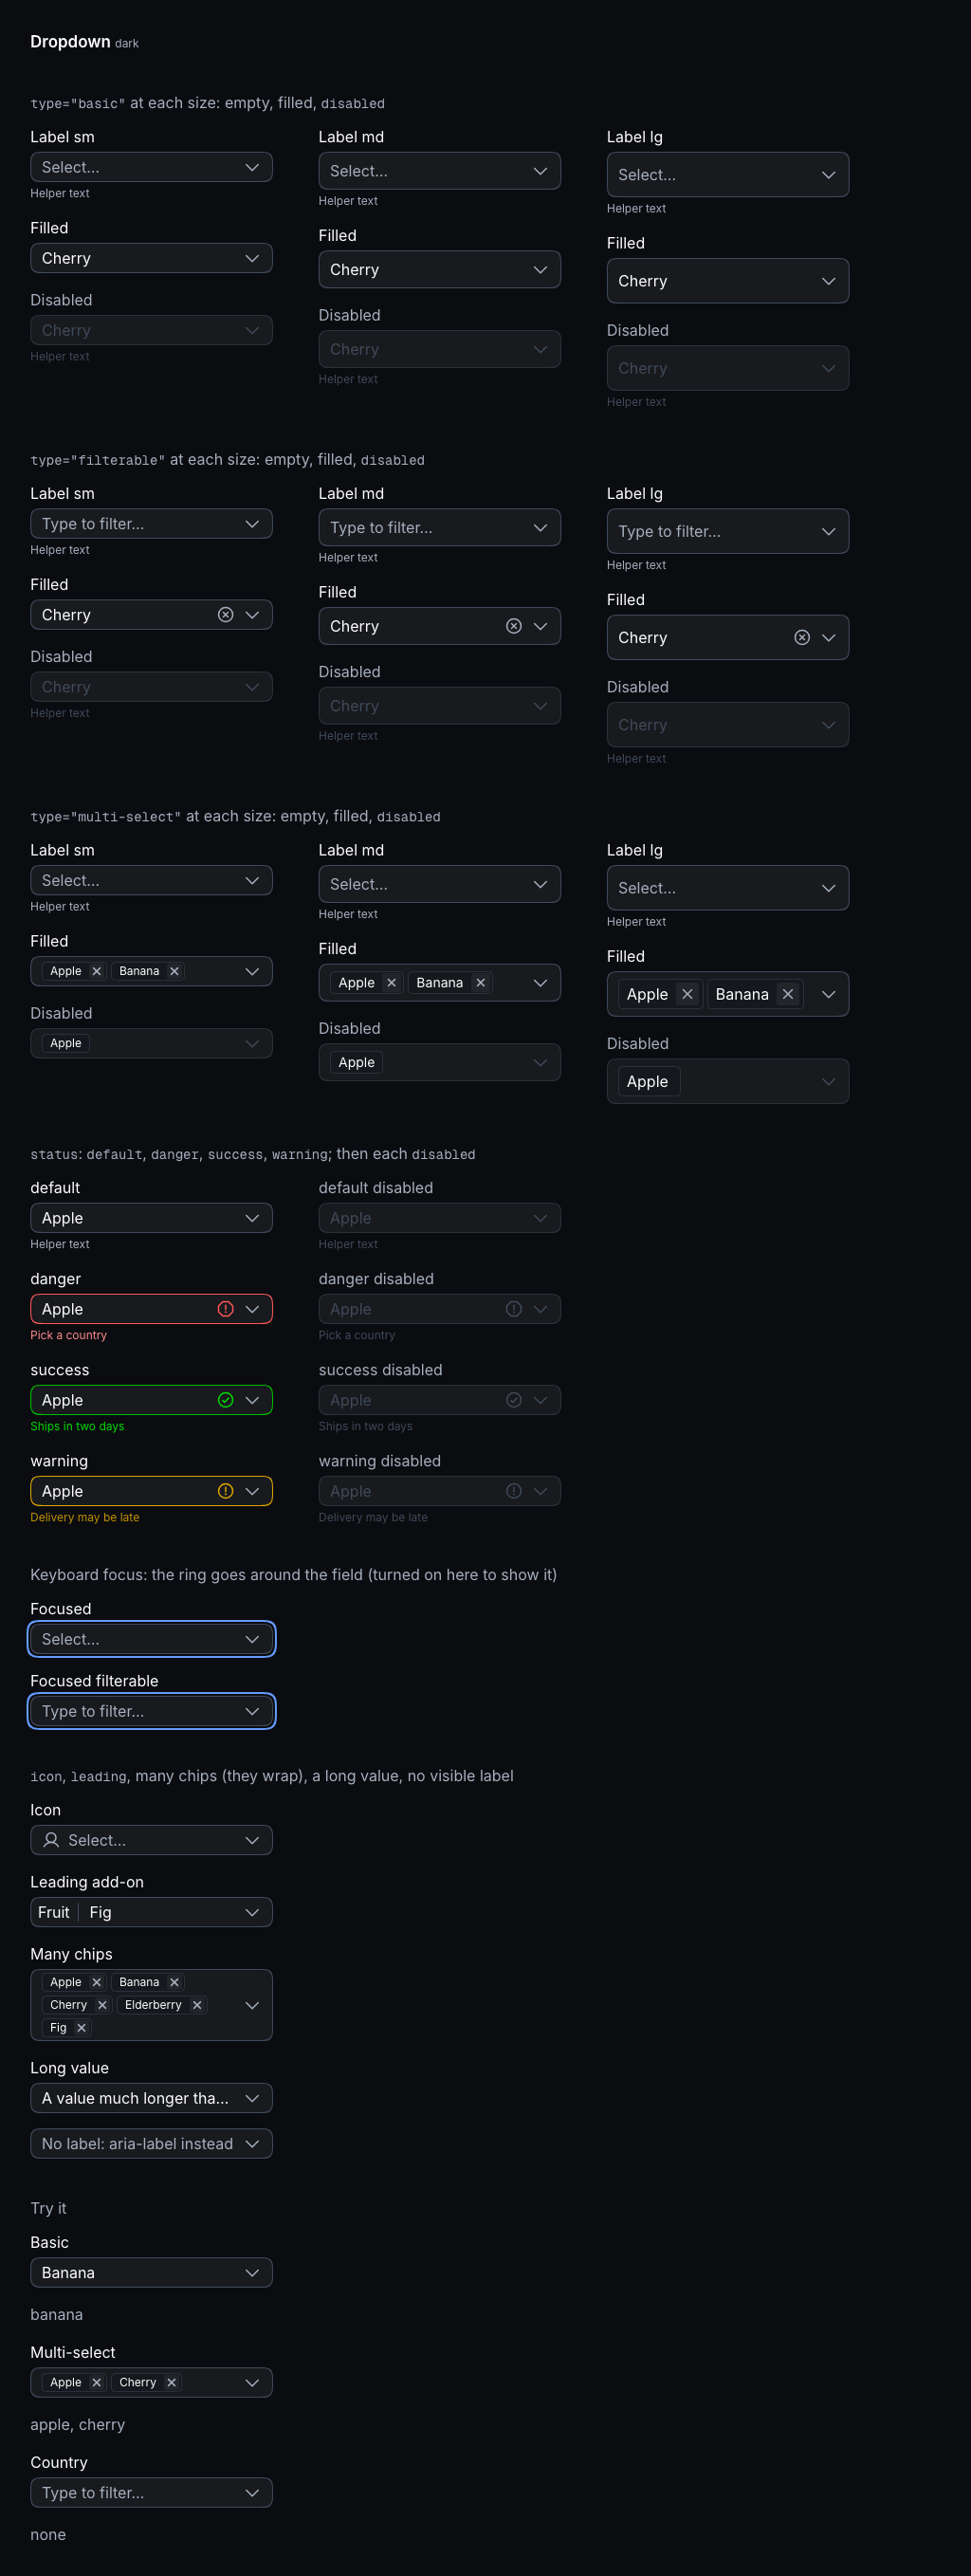 Dropdown dark
type="basic" at each size: empty, filled, disabled
Label sm
Select...
Helper text
Filled
Cherry
Disabled
Cherry
Helper text
Label md
Select...
Helper text
Filled
Cherry
Disabled
Cherry
Helper text
Label lg
Select...
Helper text
Filled
Cherry
Disabled
Cherry
Helper text
type="filterable" at each size: empty, filled, disabled
Label sm
Type to filter...
Helper text
Filled
Cherry
Disabled
Cherry
Helper text
Label md
Type to filter...
Helper text
Filled
Cherry
Disabled
Cherry
Helper text
Label lg
Type to filter...
Helper text
Filled
Cherry
Disabled
Cherry
Helper text
type="multi-select" at each size: empty, filled, disabled
Label sm
Select...
Helper text
Filled
Apple Banana
Disabled
Apple
Label md
Select...
Helper text
Filled
Apple Banana
Disabled
Apple
Label lg
Select...
Helper text
Filled
Apple Banana
Disabled
Apple
status: default, danger, success, warning; then each disabled
default
Apple
Helper text
danger
Apple
Pick a country
success
Apple
Ships in two days
warning
Apple
Delivery may be late
default disabled
Apple
Helper text
danger disabled
Apple
Pick a country
success disabled
Apple
Ships in two days
warning disabled
Apple
Delivery may be late
Keyboard focus: the ring goes around the field (turned on here to show it)
Focused
Select...
Focused filterable
Type to filter...
icon, leading, many chips (they wrap), a long value, no visible label
Icon
Select...
Leading add-on
Fruit Fig
Many chips
Apple Banana
Cherry Elderberry
Fig
Long value
A value much longer tha...
No label: aria-label instead
Try it
Basic
Banana
banana
Multi-select
Apple Cherry
apple, cherry
Country
Type to filter...
none